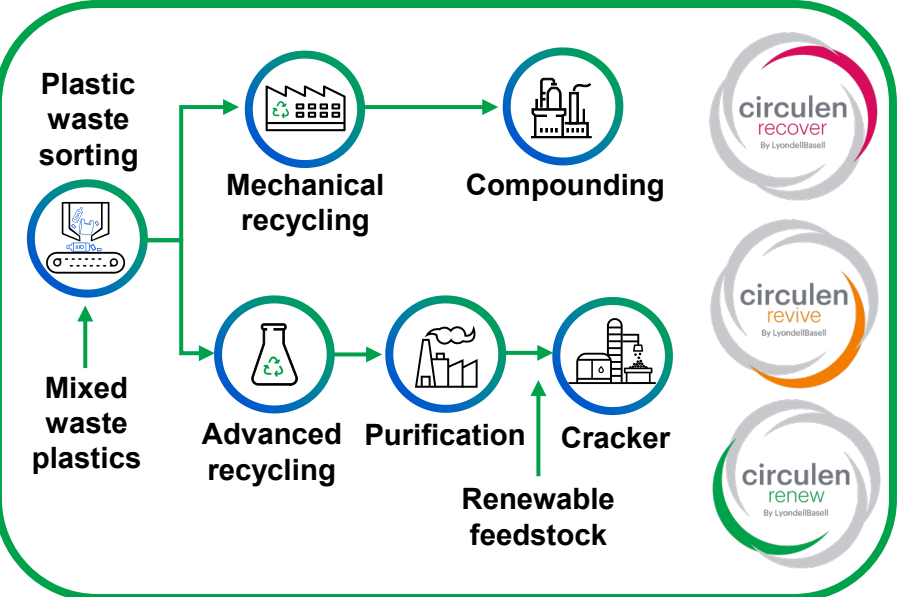 Plastic
waste
sorting
Mechanical
recycling
Compounding
Mixed
waste
plastics
Advanced
recycling
Purification
Cracker
Renewable
feedstock
circulen
recover
By LyondellBasell
circulen
revive
By LyondellBasell
circulen
renew
By LyondellBasell